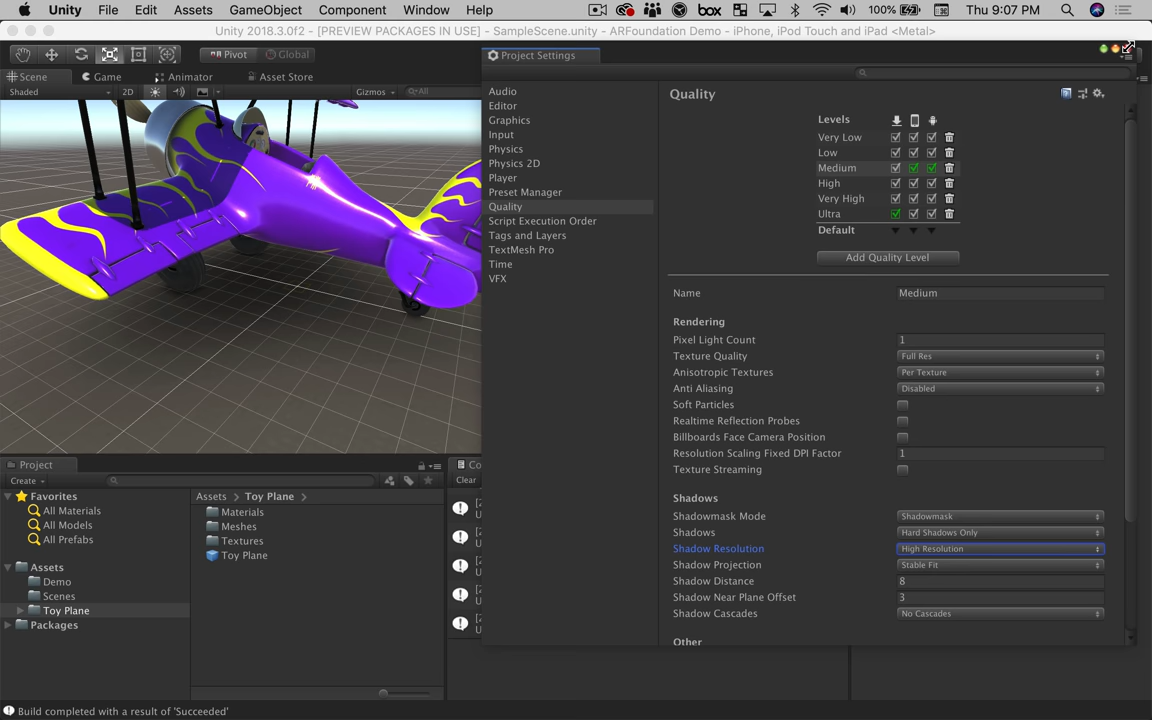 Unity File Edit Assets GameObject Component Window Help box 100% Thu 9:07 PM
Unity 2018.3.0f2 - [PREVIEW PACKAGES IN USE] - SampleScene.unity - ARFoundation Demo - iPhone, iPod Touch and iPad <Metal>
Pivot Global
Scene Game Animator Asset Store
Shaded 2D Gizmos All
Project Settings
Audio
Editor
Graphics
Input
Physics
Physics 2D
Player
Preset Manager
Quality
Script Execution Order
Tags and Layers
TextMesh Pro
Time
VFX
Quality
Levels
Very Low
Low
Medium
High
Very High
Ultra
Default
Add Quality Level
Name Medium
Rendering
Pixel Light Count 1
Texture Quality Full Res
Anisotropic Textures Per Texture
Anti Aliasing Disabled
Soft Particles
Realtime Reflection Probes
Billboards Face Camera Position
Resolution Scaling Fixed DPI Factor 1
Texture Streaming
Shadows
Shadowmask Mode Shadowmask
Shadows Hard Shadows Only
Shadow Resolution High Resolution
Shadow Projection Stable Fit
Shadow Distance 8
Shadow Near Plane Offset 3
Shadow Cascades No Cascades
Other
Project
Create
Favorites
All Materials
All Models
All Prefabs
Assets
Demo
Scenes
Toy Plane
Packages
Assets Toy Plane
Materials
Meshes
Textures
Toy Plane
Co
Clear
Build completed with a result of 'Succeeded'